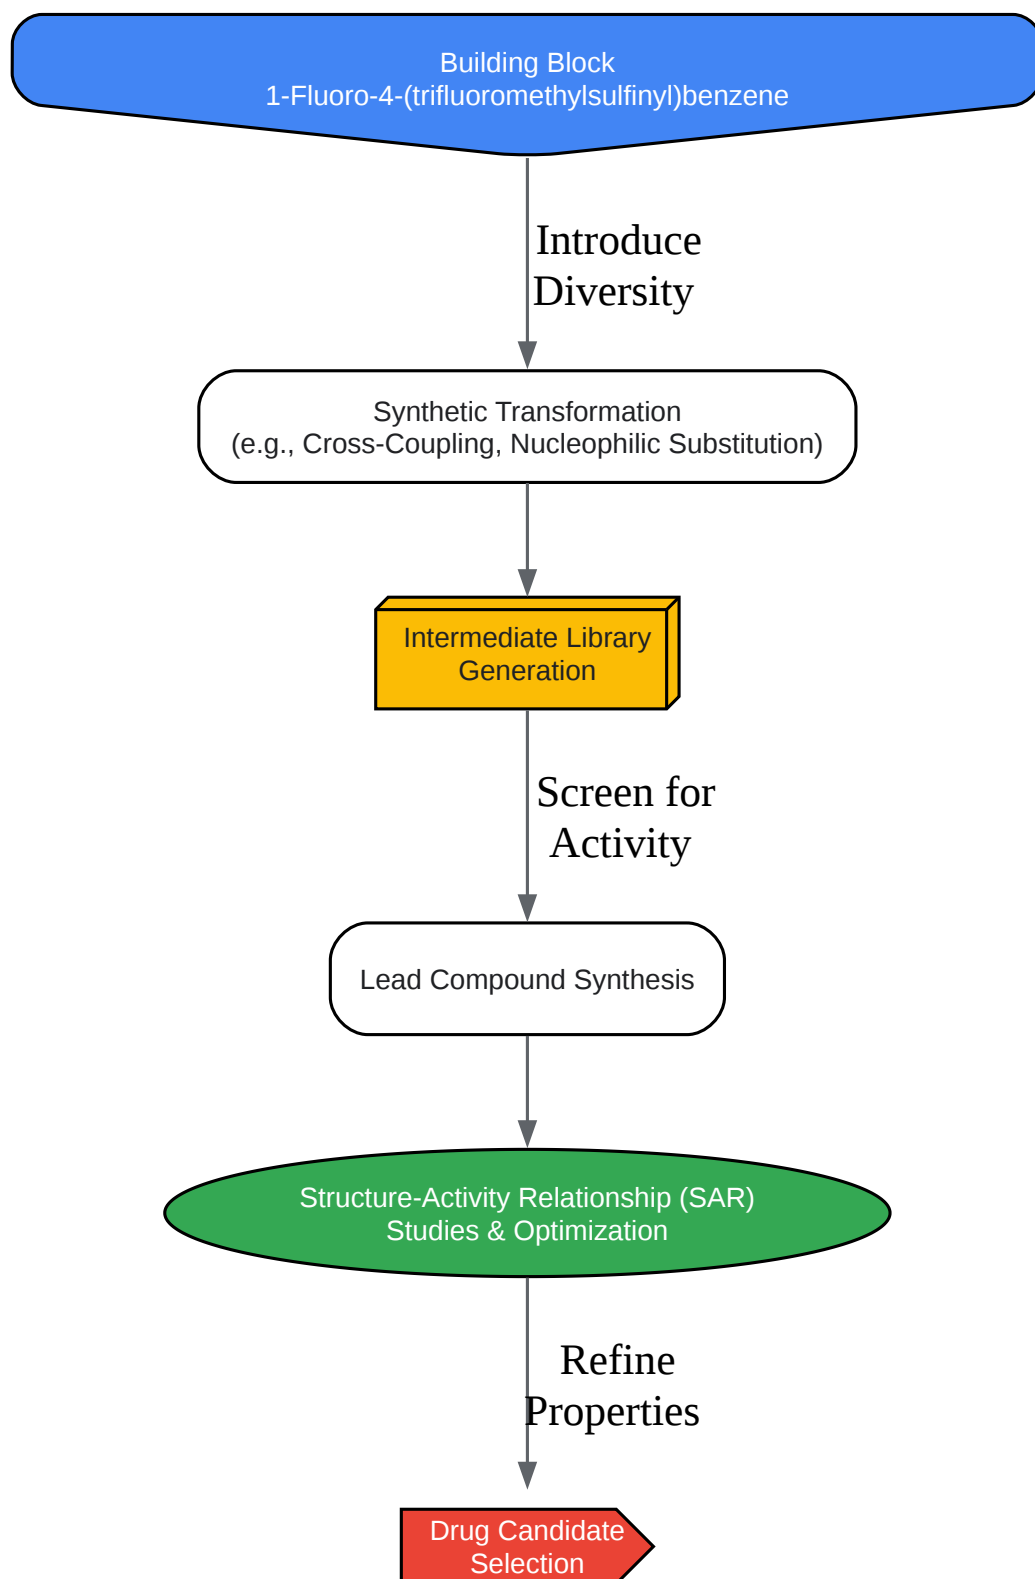 Building Block
1-Fluoro-4-(trifluoromethylsulfinyl)benzene
Introduce
Diversity
Synthetic Transformation
(e.g., Cross-Coupling, Nucleophilic Substitution)
Intermediate Library
Generation
Screen for
Activity
Lead Compound Synthesis
Structure-Activity Relationship (SAR)
Studies & Optimization
Refine
Properties
Drug Candidate
Selection